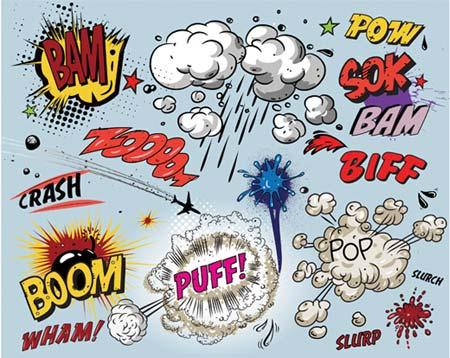 BAM
POW
SOK
BAM
BIFF
ZOOOOM
CRASH
BOOM
PUFF!
POP
WHAM!
SLURCH
SLURP